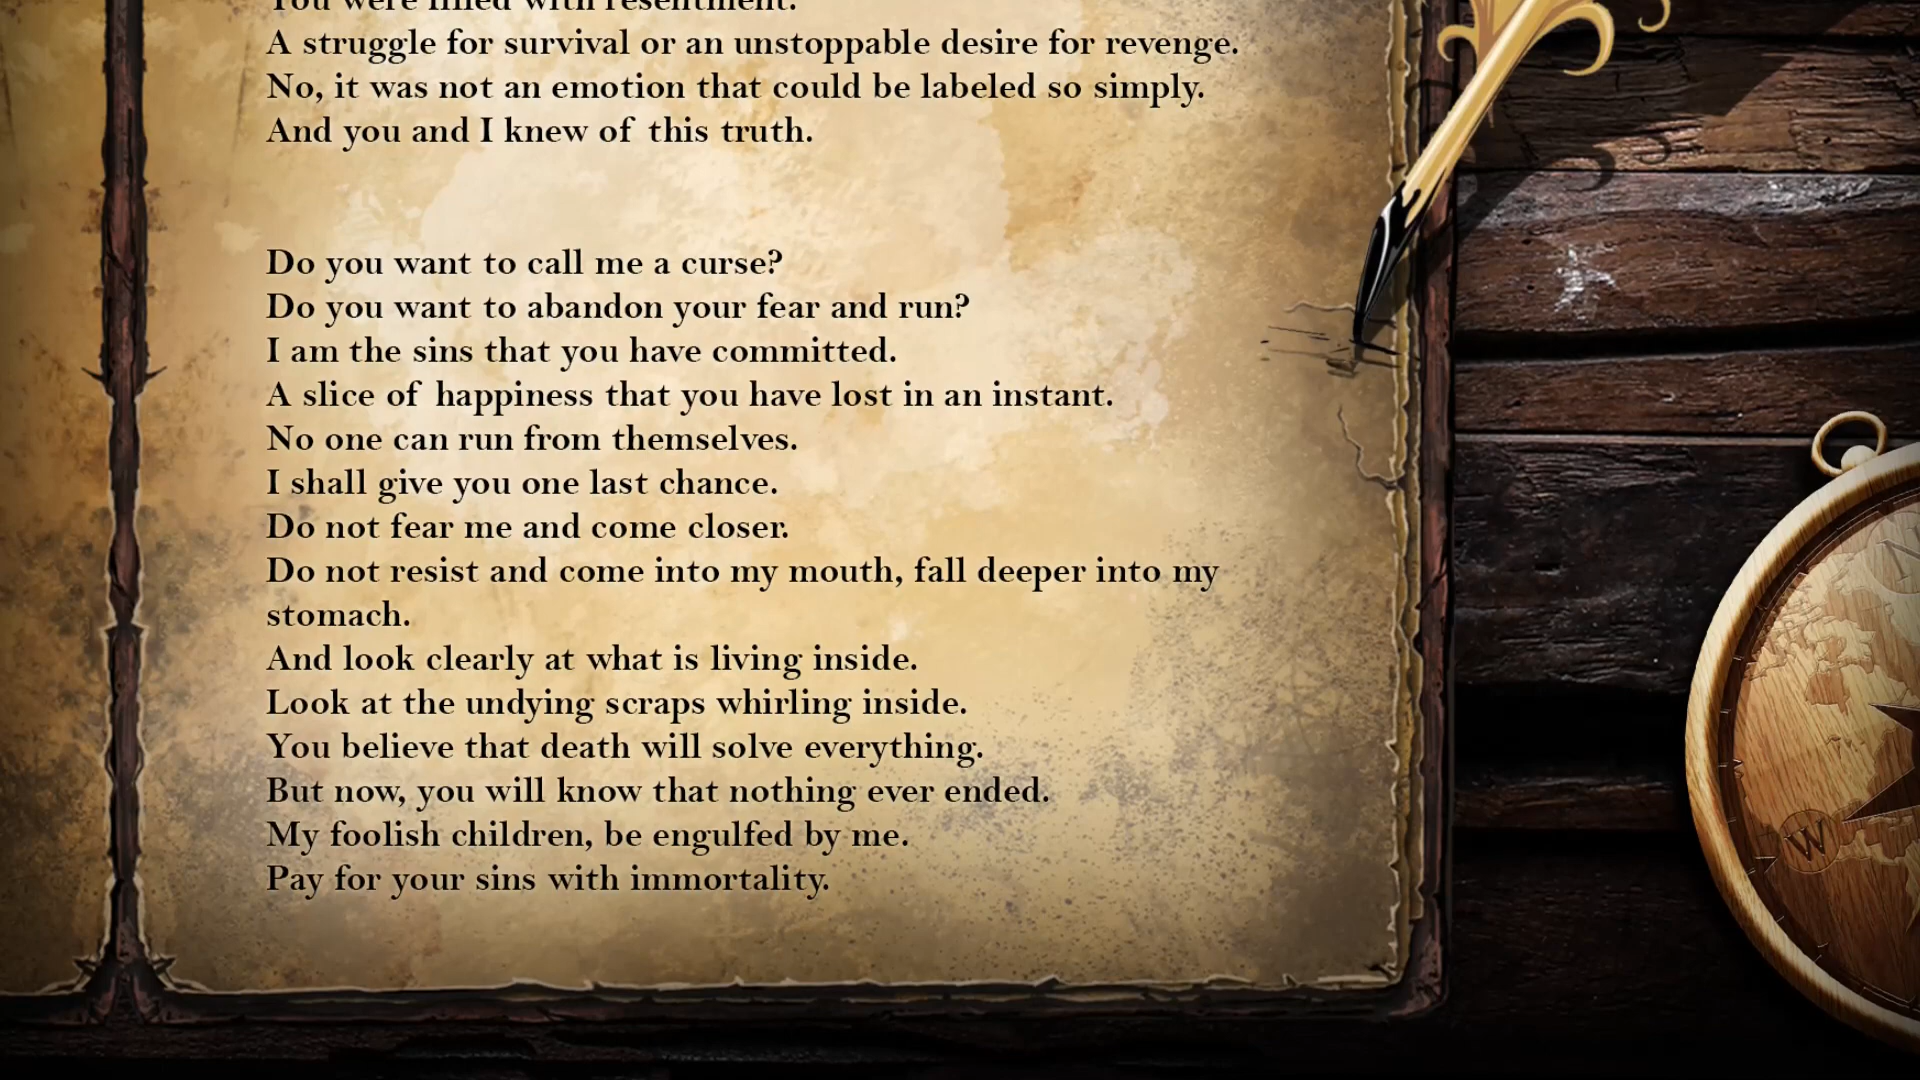 You were filled with resentment.
A struggle for survival or an unstoppable desire for revenge.
No, it was not an emotion that could be labeled so simply.
And you and I knew of this truth.
Do you want to call me a curse?
Do you want to abandon your fear and run?
I am the sins that you have committed.
A slice of happiness that you have lost in an instant.
No one can run from themselves.
I shall give you one last chance.
Do not fear me and come closer.
Do not resist and come into my mouth, fall deeper into my
stomach.
And look clearly at what is living inside.
Look at the undying scraps whirling inside.
You believe that death will solve everything.
But now, you will know that nothing ever ended.
My foolish children, be engulfed by me.
Pay for your sins with immortality.
N
W